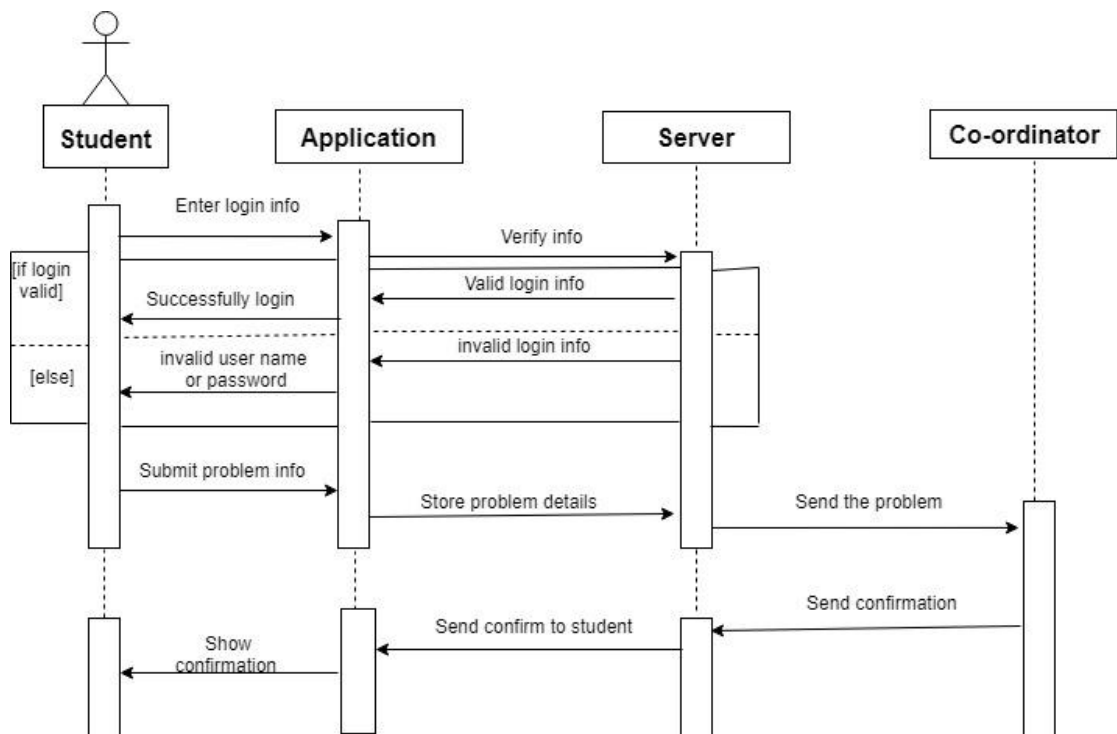 Student
Application
Server
Co-ordinator
Enter login info
Verify info
[if login
valid]
Valid login info
Successfully login
invalid login info
invalid user name
or password
[else]
Submit problem info
Store problem details
Send the problem
Send confirmation
Send confirm to student
Show
confirmation